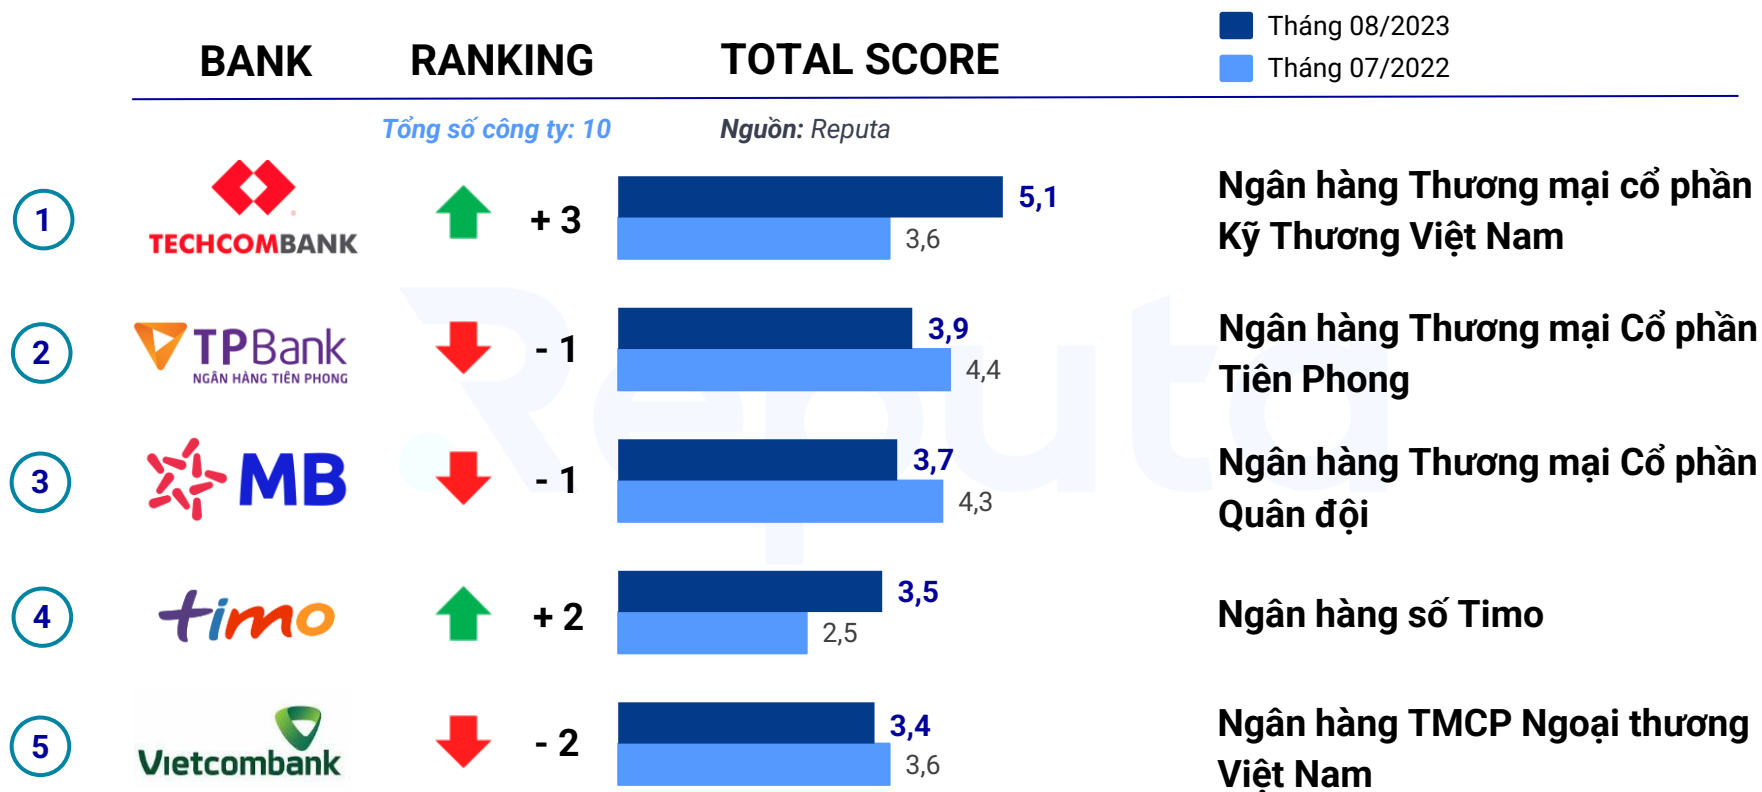 Tháng 08/2023
Tháng 07/2022
BANK RANKING TOTAL SCORE
Tổng số công ty: 10 Nguồn: Reputa
1
TECHCOMBANK
+ 3
5,1
3,6
Ngân hàng Thương mại cổ phần
Kỹ Thương Việt Nam
2
TPBank
NGÂN HÀNG TIÊN PHONG
- 1
3,9
4,4
Ngân hàng Thương mại Cổ phần
Tiên Phong
3
MB
- 1
3,7
4,3
Ngân hàng Thương mại Cổ phần
Quân đội
4
timo
+ 2
3,5
2,5
Ngân hàng số Timo
5
Vietcombank
- 2
3,4
3,6
Ngân hàng TMCP Ngoại thương
Việt Nam
Reputa